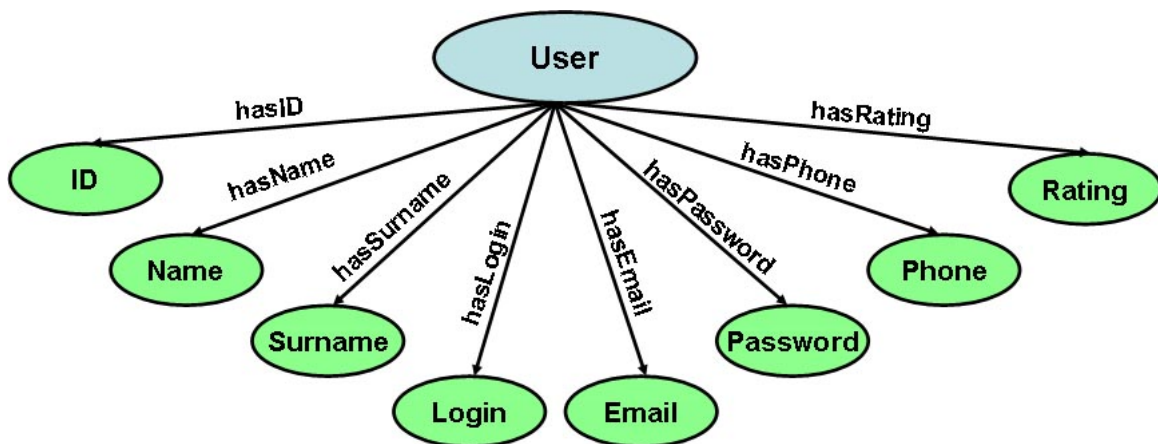 User
hasID
hasRating
hasName
hasPhone
hasSurname
hasLogin
hasEmail
hasPassword
ID
Rating
Name
Phone
Surname
Password
Login
Email